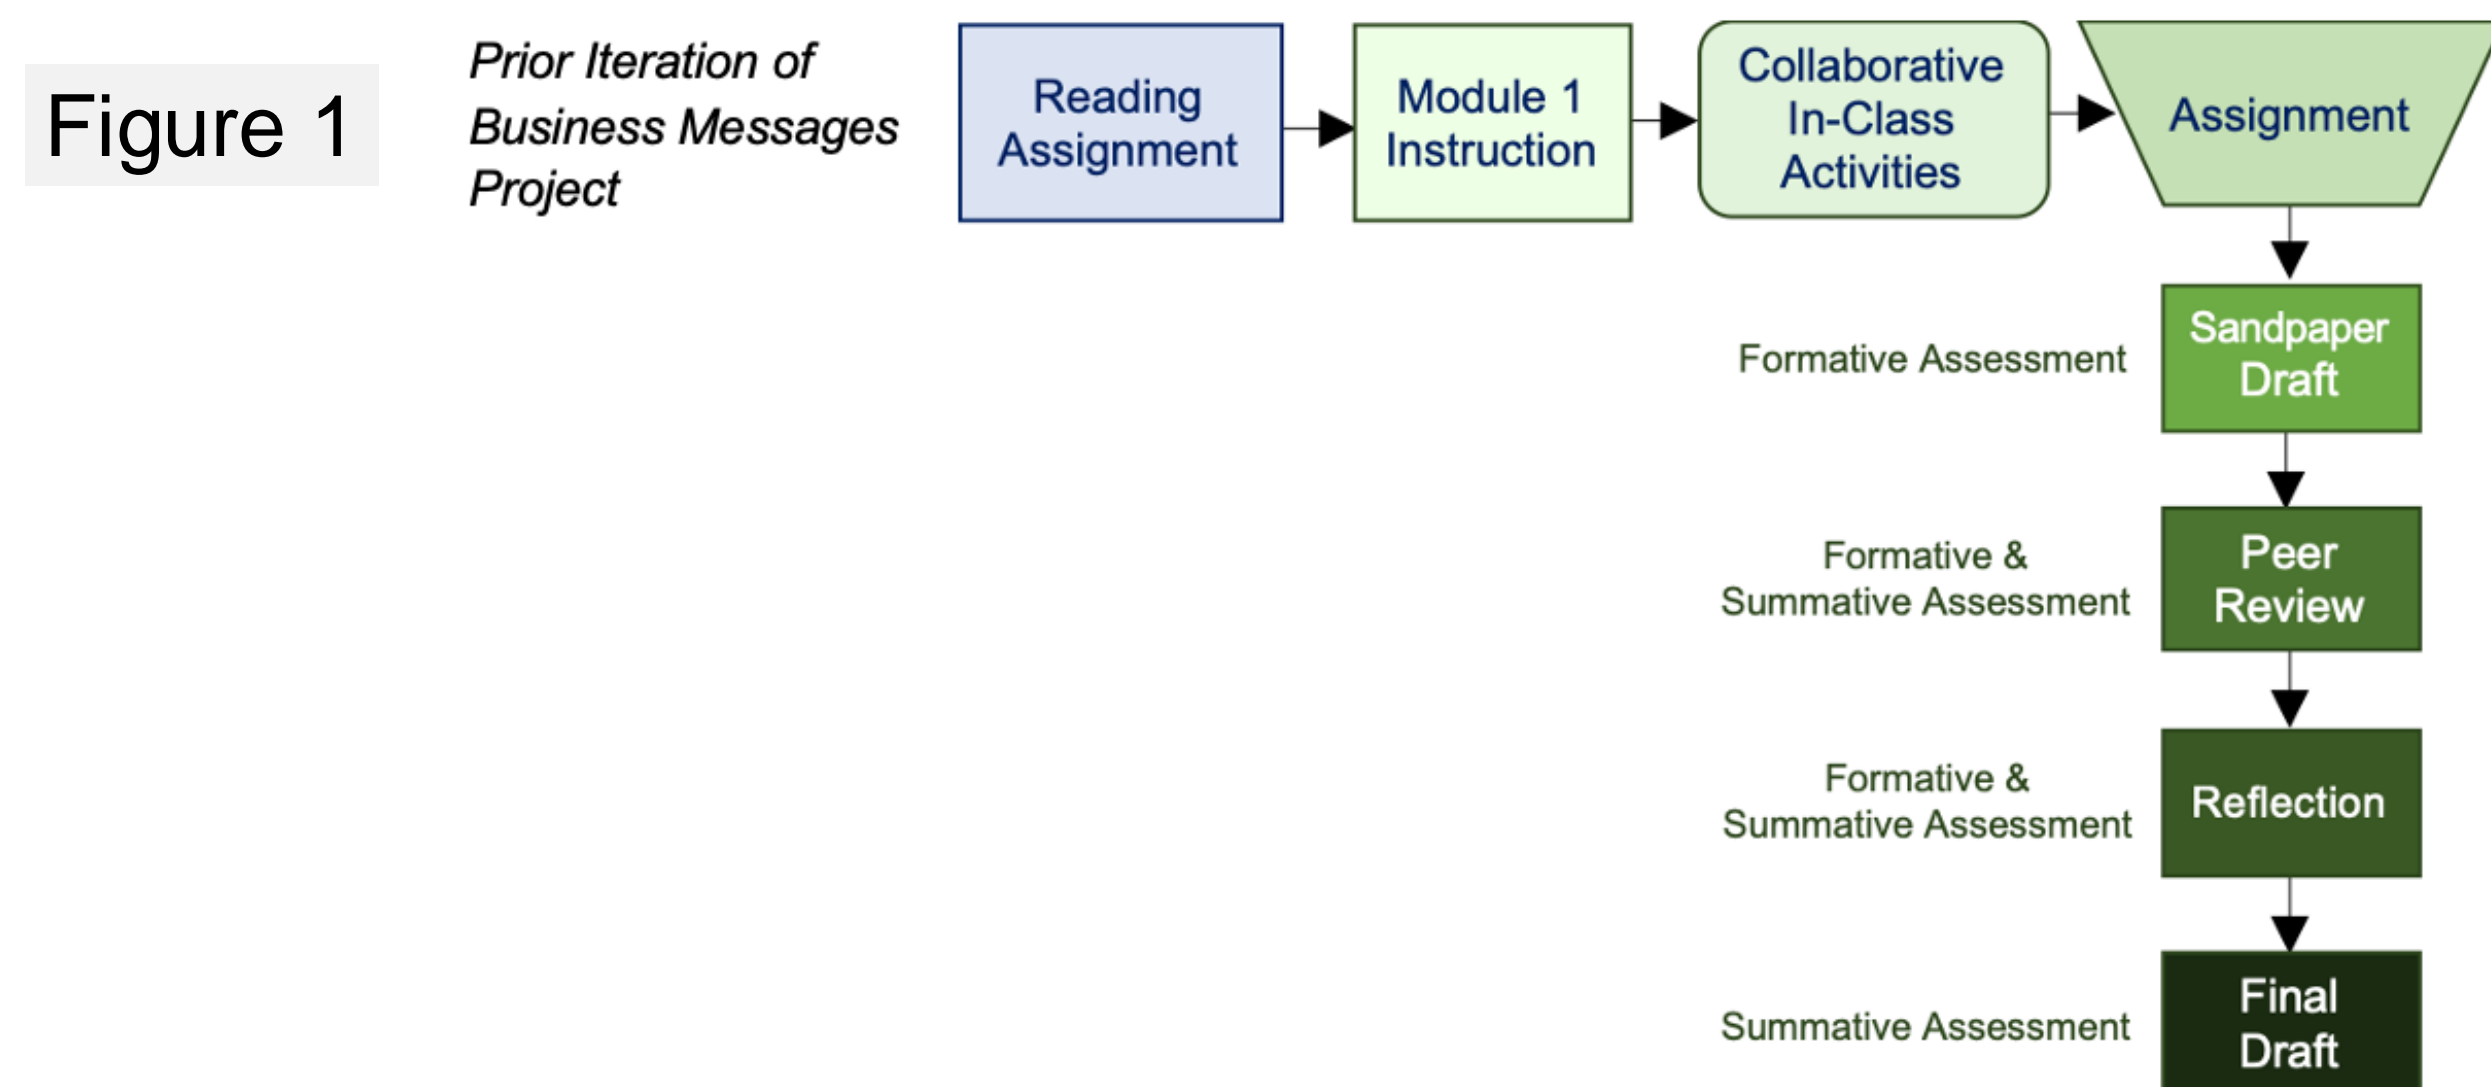 Figure 1
Prior Iteration of
Business Messages
Project
Reading
Assignment
Module 1
Instruction
Collaborative
In-Class
Activities
Assignment
Formative Assessment
Sandpaper
Draft
Formative &
Summative Assessment
Peer
Review
Formative &
Summative Assessment
Reflection
Summative Assessment
Final
Draft